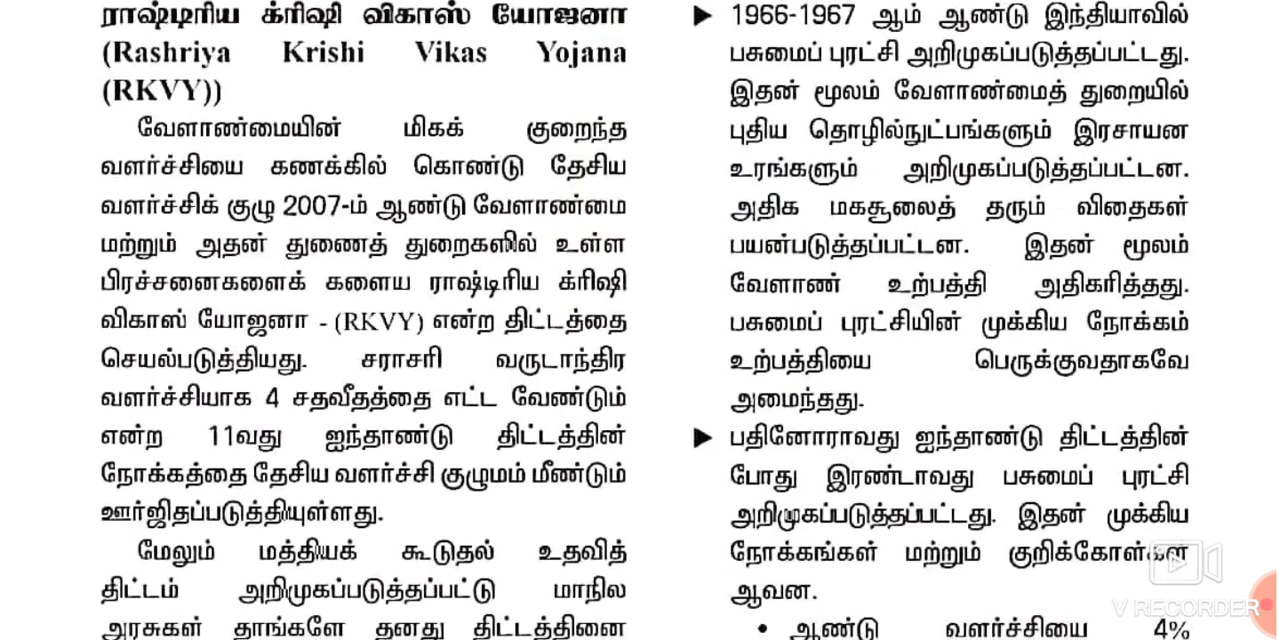 ராஷ்டிரிய க்ரிஷி விகாஸ் யோஜனா
(Rashriya Krishi Vikas Yojana
(RKVY))
வேளாண்மையின் மிகக் குறைந்த
வளர்ச்சியை கணக்கில் கொண்டு தேசிய
வளர்ச்சிக் குழு 2007-ம் ஆண்டு வேளாண்மை
மற்றும் அதன் துணைத் துறைகளில் உள்ள
பிரச்சனைகளைக் களைய ராஷ்டிரிய க்ரிஷி
விகாஸ் யோஜனா - (RKVY) என்ற திட்டத்தை
செயல்படுத்தியது. சராசரி வருடாந்திர
வளர்ச்சியாக 4 சதவீதத்தை எட்ட வேண்டும்
என்ற 11வது ஐந்தாண்டு திட்டத்தின்
நோக்கத்தை தேசிய வளர்ச்சி குழுமம் மீண்டும்
ஊர்ஜிதப்படுத்தியுள்ளது.
மேலும் மத்தியக் கூடுதல் உதவித்
திட்டம் அறிமுகப்படுத்தப்பட்டு மாநில
அரசுகள் தாங்களே தனது திட்டத்தினை
▶ 1966-1967 ஆம் ஆண்டு இந்தியாவில்
பசுமைப் புரட்சி அறிமுகப்படுத்தப்பட்டது.
இதன் மூலம் வேளாண்மைத் துறையில்
புதிய தொழில்நுட்பங்களும் இரசாயன
உரங்களும் அறிமுகப்படுத்தப்பட்டன.
அதிக மகசூலைத் தரும் விதைகள்
பயன்படுத்தப்பட்டன. இதன் மூலம்
வேளாண் உற்பத்தி அதிகரித்தது.
பசுமைப் புரட்சியின் முக்கிய நோக்கம்
உற்பத்தியை பெருக்குவதாகவே
அமைந்தது.
▶ பதினோராவது ஐந்தாண்டு திட்டத்தின்
போது இரண்டாவது பசுமைப் புரட்சி
அறிமுகப்படுத்தப்பட்டது. இதன் முக்கிய
நோக்கங்கள் மற்றும் குறிக்கோள்கள்
ஆவன.
• ஆண்டு வளர்ச்சியை 4%
V RECORDER